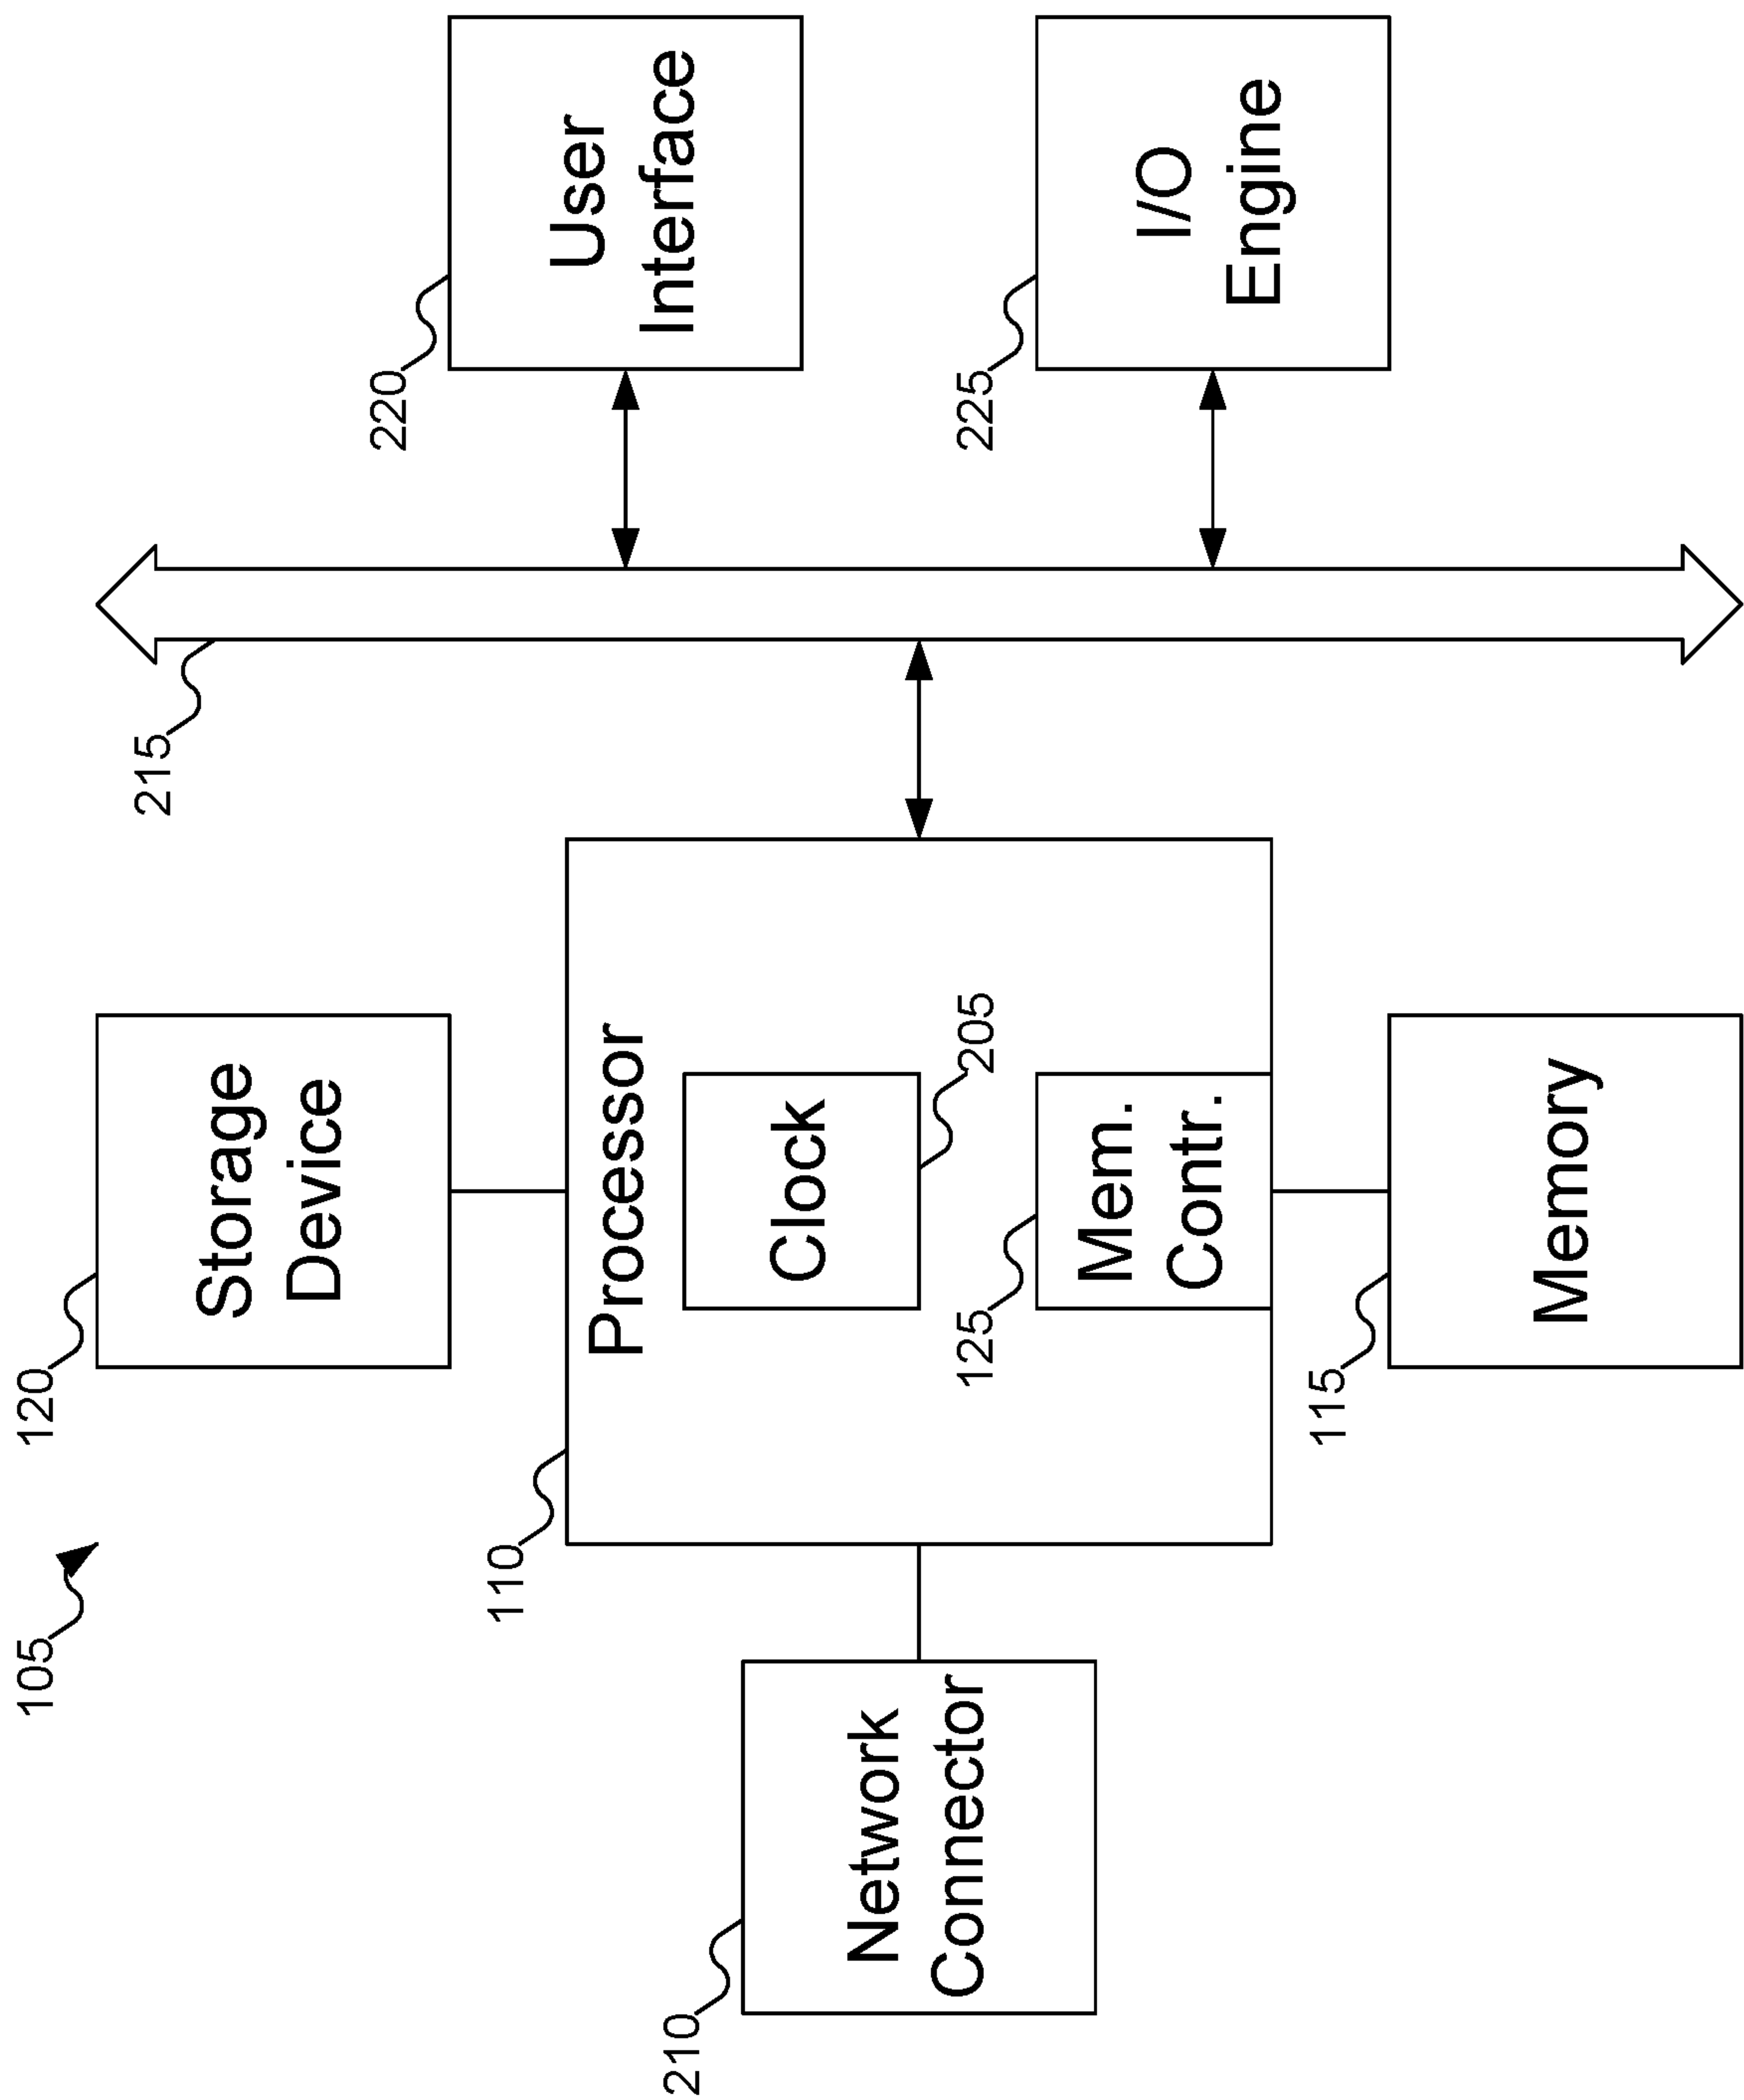 105
120
Storage
Device
215
220
User
Interface
110
Processor
210
Network
Connector
Clock
205
125
Mem.
Contr.
225
I/O
Engine
115
Memory